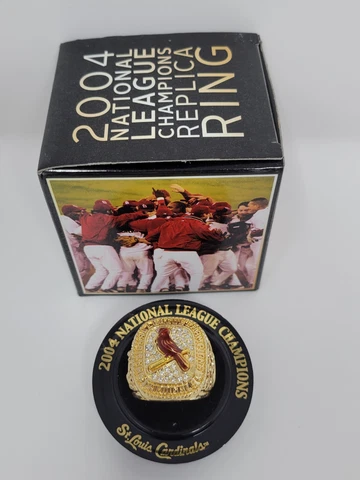 2004
NATIONAL
LEAGUE
CHAMPIONS
REPLICA
RING
2004 NATIONAL LEAGUE CHAMPIONS
St. Louis Cardinals